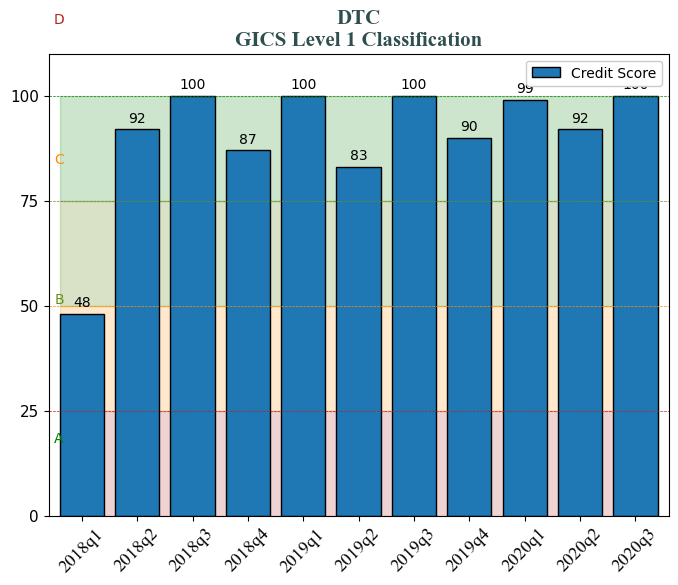 D
DTC
GICS Level 1 Classification
Credit Score
100
75
50
25
0
C
B
A
48
92
100
87
100
83
100
90
99
92
100
2018q1
2018q2
2018q3
2018q4
2019q1
2019q2
2019q3
2019q4
2020q1
2020q2
2020q3